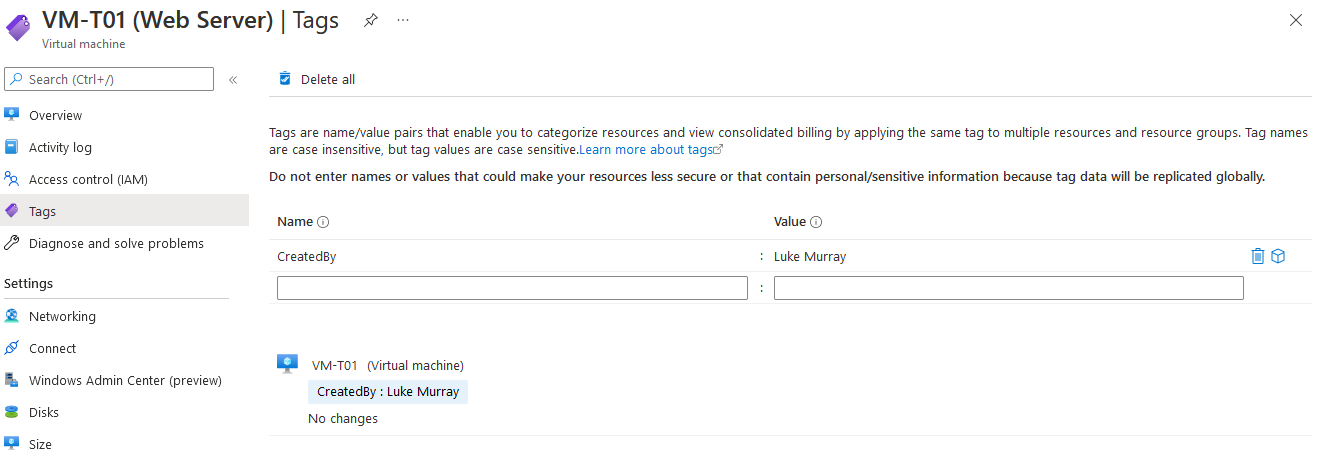 VM-T01 (Web Server) | Tags
Virtual machine
Search (Ctrl+/)
Overview
Activity log
Access control (IAM)
Tags
Diagnose and solve problems
Settings
Networking
Connect
Windows Admin Center (preview)
Disks
Size
Delete all
Tags are name/value pairs that enable you to categorize resources and view consolidated billing by applying the same tag to multiple resources and resource groups. Tag names
are case insensitive, but tag values are case sensitive.Learn more about tags
Do not enter names or values that could make your resources less secure or that contain personal/sensitive information because tag data will be replicated globally.
Name Value
CreatedBy : Luke Murray
:
VM-T01 (Virtual machine)
CreatedBy : Luke Murray
No changes